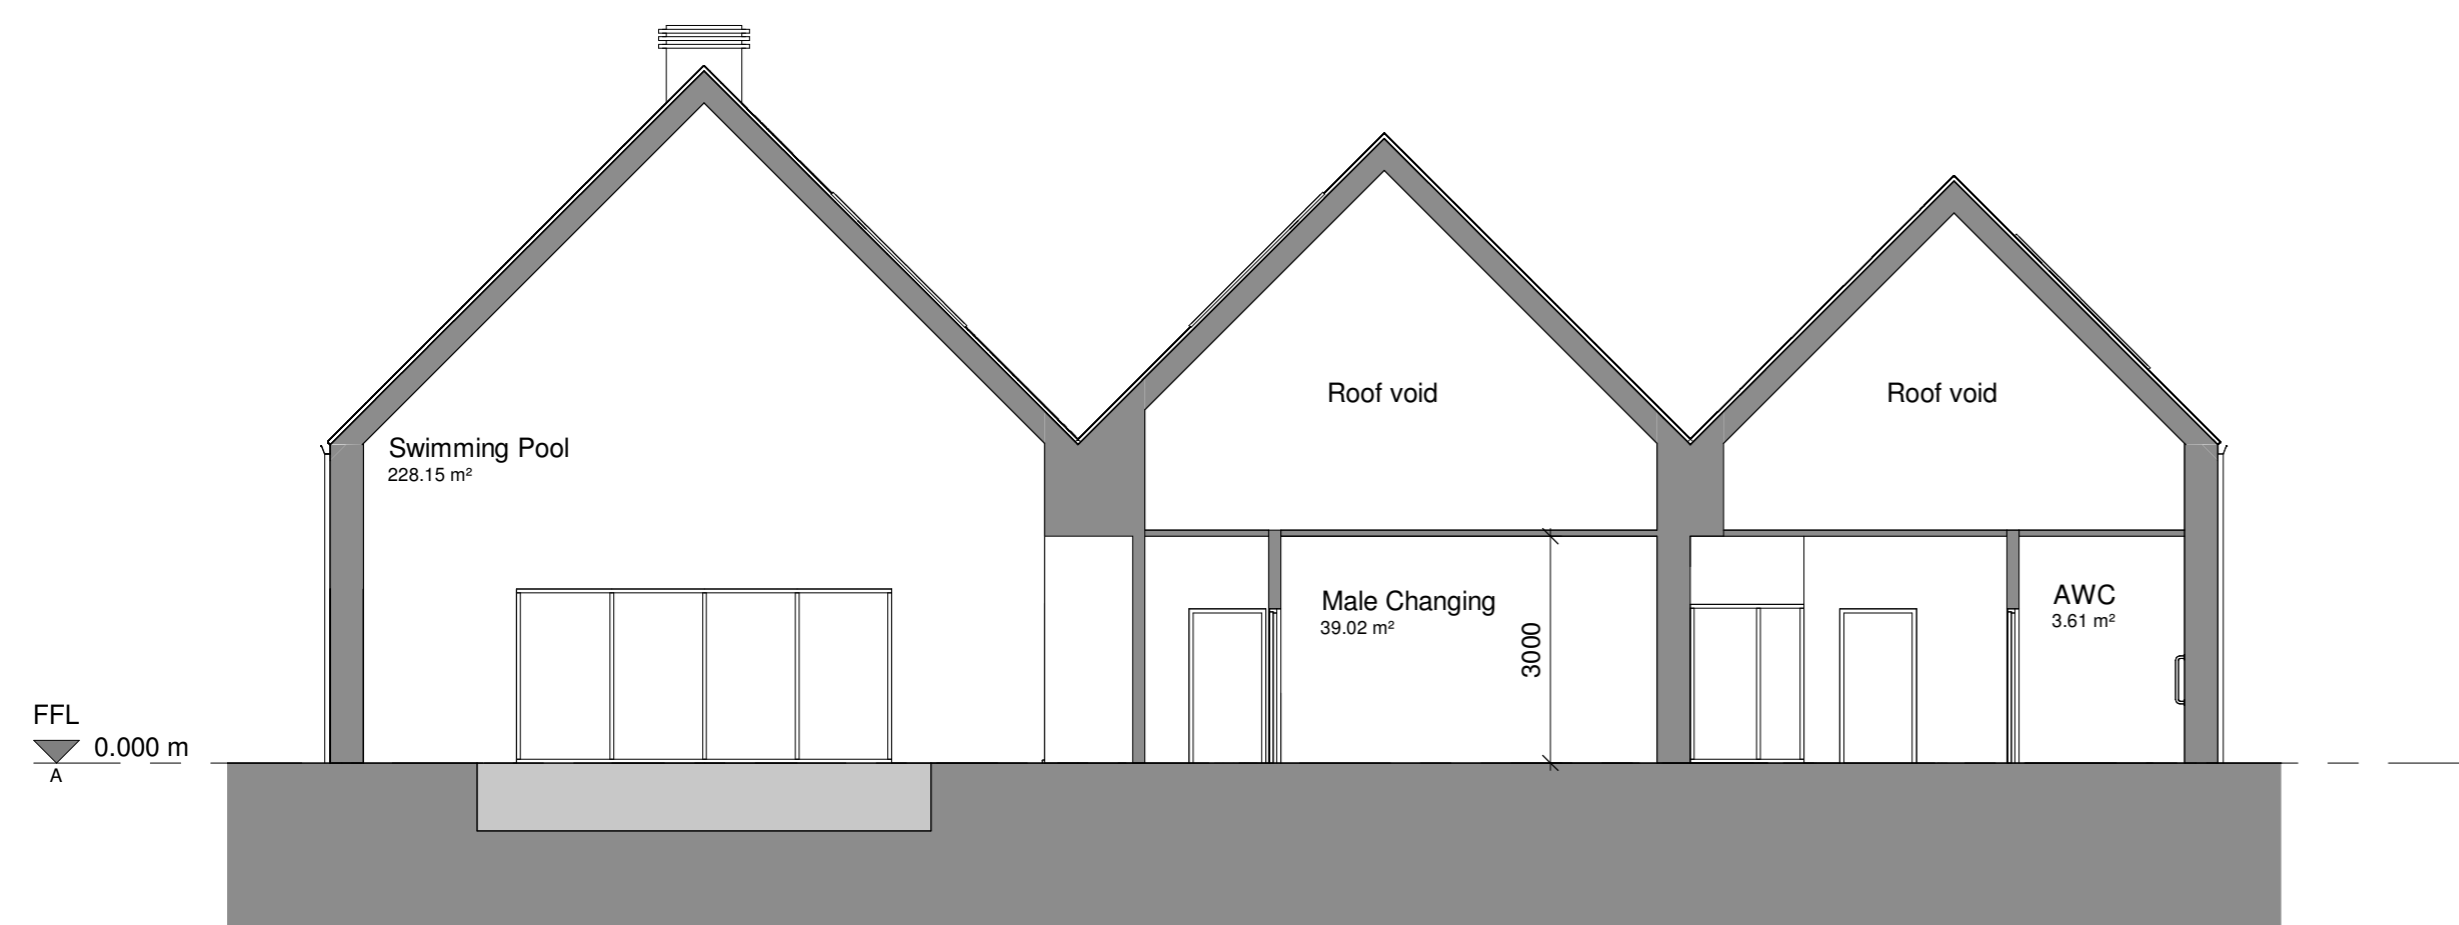 Roof void
Roof void
Swimming Pool
228.15 m²
Male Changing
39.02 m²
3000
AWC
3.61 m²
FFL
0.000 m
A